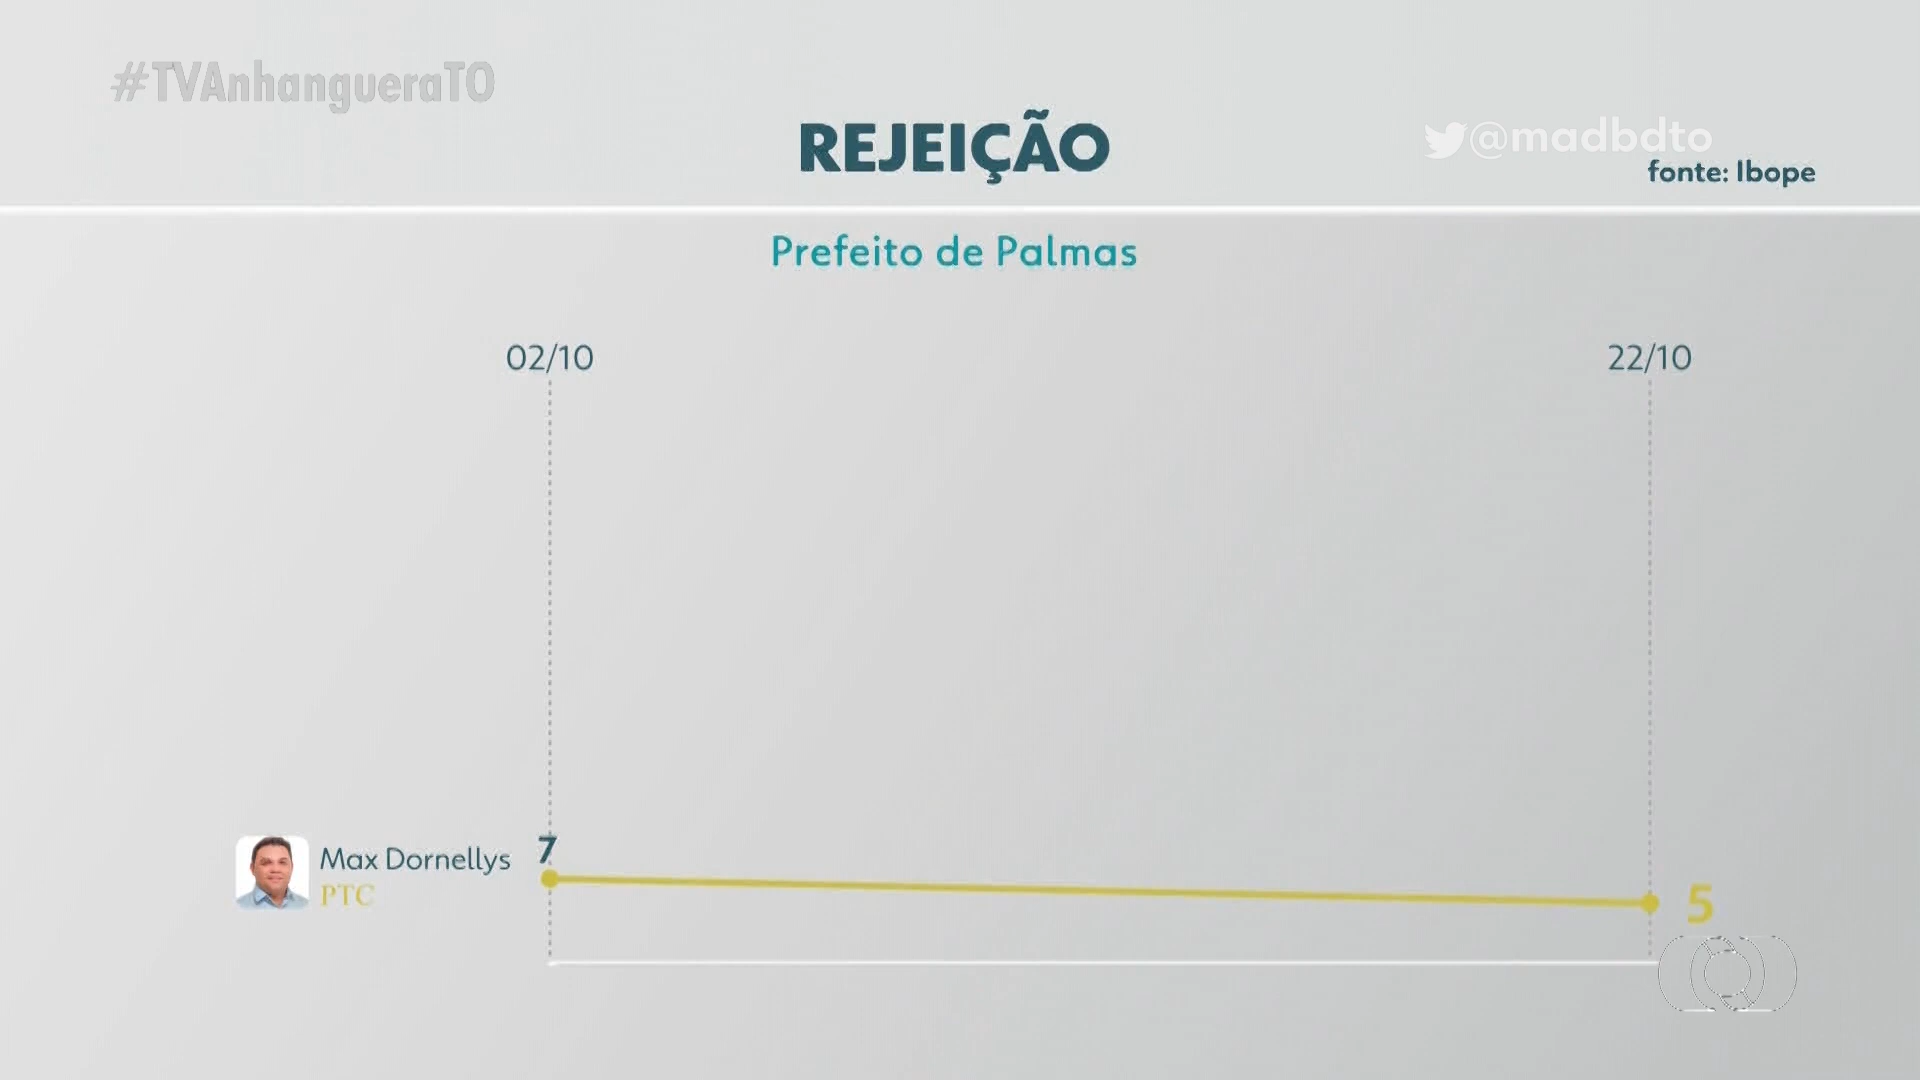 #TVAnhangueraTO
REJEIÇÃO
@madbdto
fonte: Ibope
Prefeito de Palmas
02/10
22/10
Max Dornellys
7
PTC
5